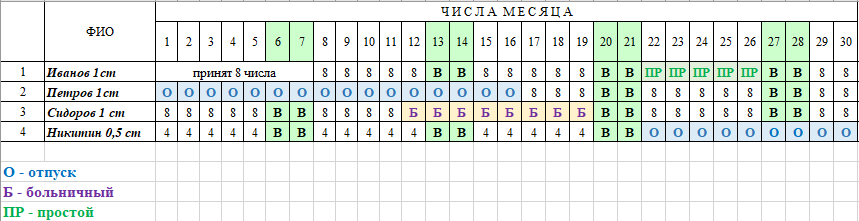 ФИО
Ч И С Л А М Е С Я Ц А
1 2 3 4 5 6 7 8 9 10 11 12 13 14 15 16 17 18 19 20 21 22 23 24 25 26 27 28 29 30
1 Иванов 1ст принят 8 числа 8 8 8 8 8 В В 8 8 8 8 8 В В ПР ПР ПР ПР ПР В В 8 8
2 Петров 1ст О О О О О О О О О О О О О О О О 8 8 8 В В 8 8 8 8 8 В В 8 8
3 Сидоров 1 ст 8 8 8 8 8 В В 8 8 8 8 Б Б Б Б Б Б Б Б В В 8 8 8 8 8 В В 8 8
4 Никитин 0,5 ст 4 4 4 4 4 В В 4 4 4 4 4 В В 4 4 4 4 4 В В О О О О О О О О О
О - отпуск
Б - больничный
ПР - простой